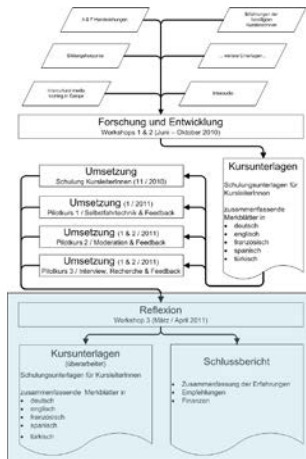 Bildungstheorie
Forschung und Entwicklung
Workshops 1 & 2 (Juni – Oktober 2010)
Umsetzung
Schulung KursleiterInnen (11 / 2010)
Umsetzung (1 / 2011)
Pilotkurs 1 / Selbstfahrtechnik & Feedback
Umsetzung (1 & 2 / 2011)
Pilotkurs 2 / Moderation & Feedback
Umsetzung (1 & 2 / 2011)
Pilotkurs 3 / Interview, Recherche & Feedback
Kursunterlagen
Schulungsunterlagen für
KursleiterInnen
zusammenfassende
Merkblätter in
• deutsch
• englisch
• französisch
• spanisch
• türkisch
Reflexion
Workshop 3 (März / April 2011)
Kursunterlagen
(überarbeitet)
Schulungsunterlagen für KursleiterInnen
zusammenfassende Merkblätter in
• deutsch
• englisch
• französisch
• spanisch
• türkisch
Schlussbericht
• Zusammenfassung der Erfahrungen
• Empfehlungen
• Finanzen